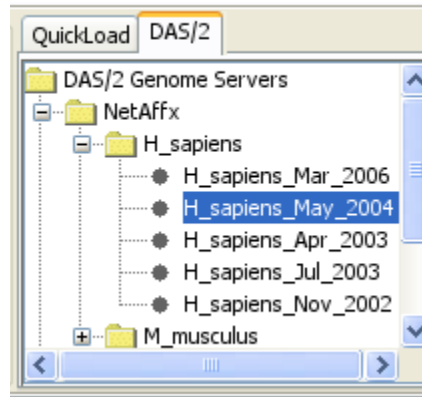 QuickLoad DAS/2
DAS/2 Genome Servers
NetAffx
H_sapiens
H_sapiens_Mar_2006
H_sapiens_May_2004
H_sapiens_Apr_2003
H_sapiens_Jul_2003
H_sapiens_Nov_2002
M_musculus